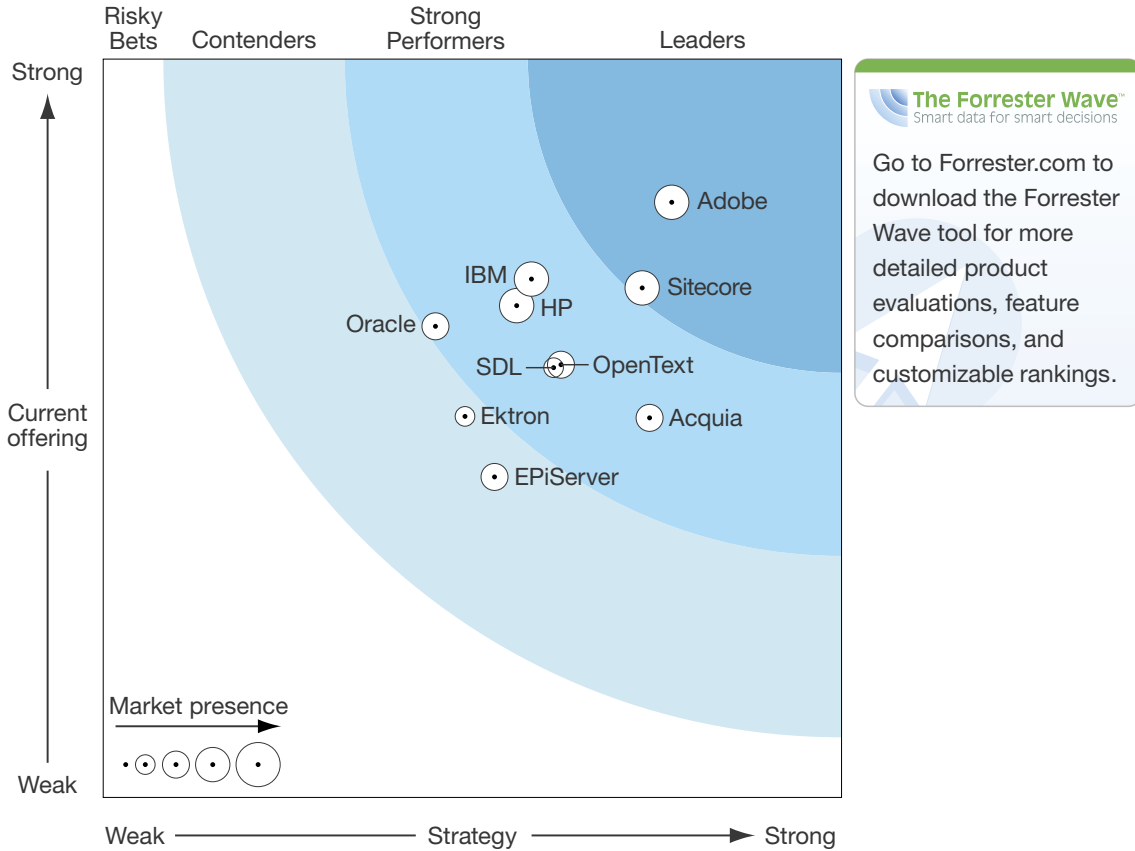 Risky
Bets
Contenders
Strong
Performers
Leaders
Strong
Current
offering
Weak
Adobe
IBM
Sitecore
HP
Oracle
SDL
OpenText
Ektron
Acquia
EPiServer
Market presence
Weak
Strategy
Strong
The Forrester Wave™
Smart data for smart decisions
Go to Forrester.com to
download the Forrester
Wave tool for more
detailed product
evaluations, feature
comparisons, and
customizable rankings.